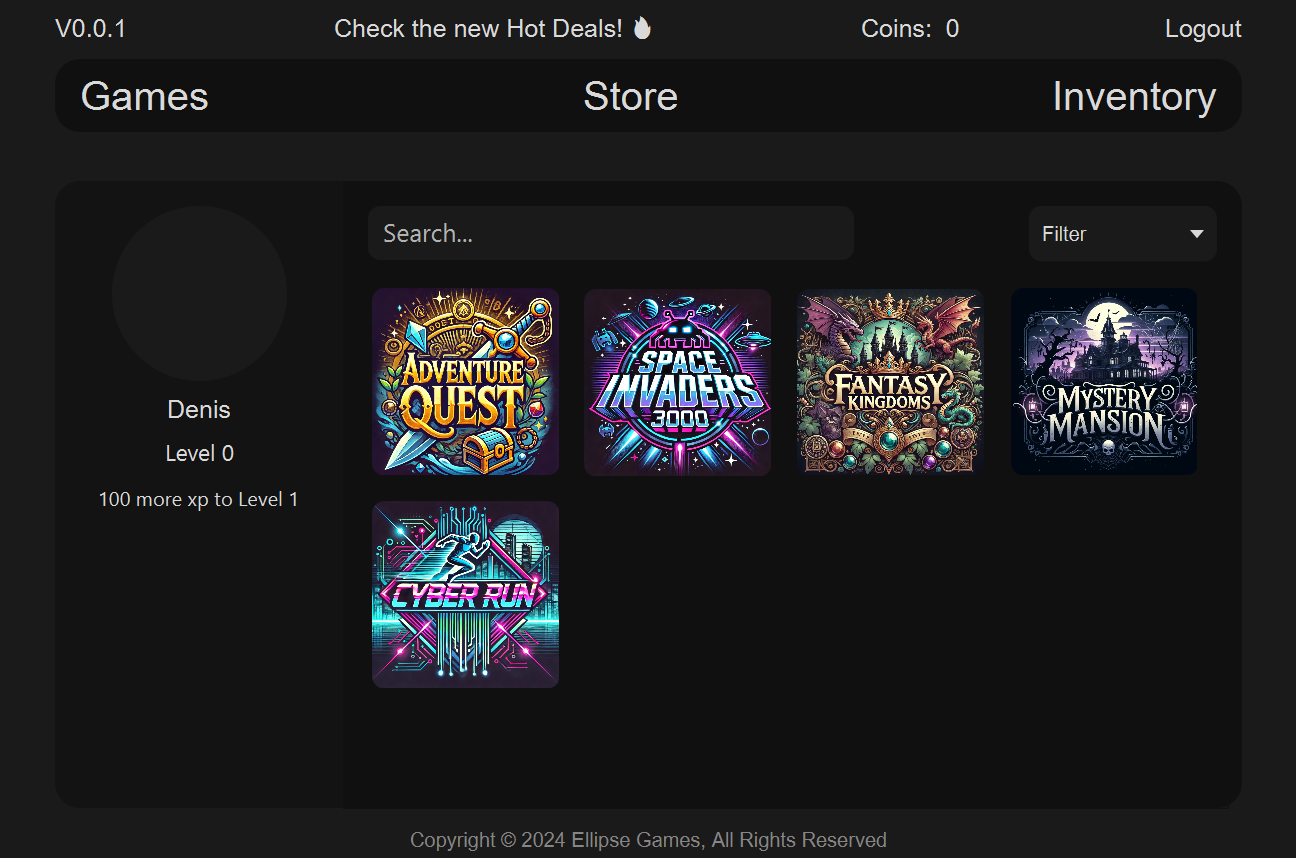 V0.0.1
Check the new Hot Deals!
Coins: 0
Logout
Games
Store
Inventory
Denis
Level 0
100 more xp to Level 1
Search...
Filter
ADVENTURE
QUEST
SPACE
INVADERS
3000
FANTASY
KINGDOMS
MYSTERY
MANSION
CYBER RUN
Copyright © 2024 Ellipse Games, All Rights Reserved